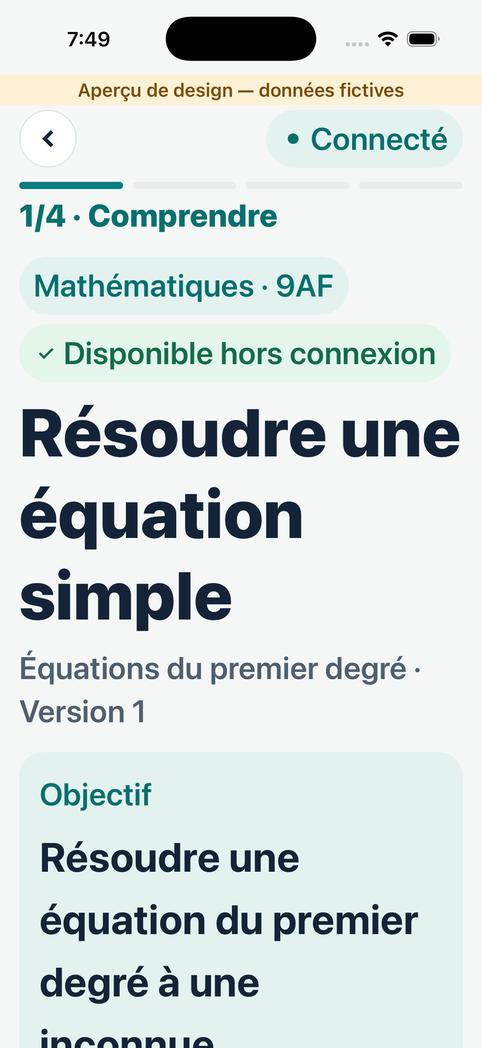 7:49
Aperçu de design — données fictives
Connecté
1/4 · Comprendre
Mathématiques · 9AF
Disponible hors connexion
Résoudre une
équation
simple
Équations du premier degré ·
Version 1
Objectif
Résoudre une
équation du premier
degré à une
inconnue